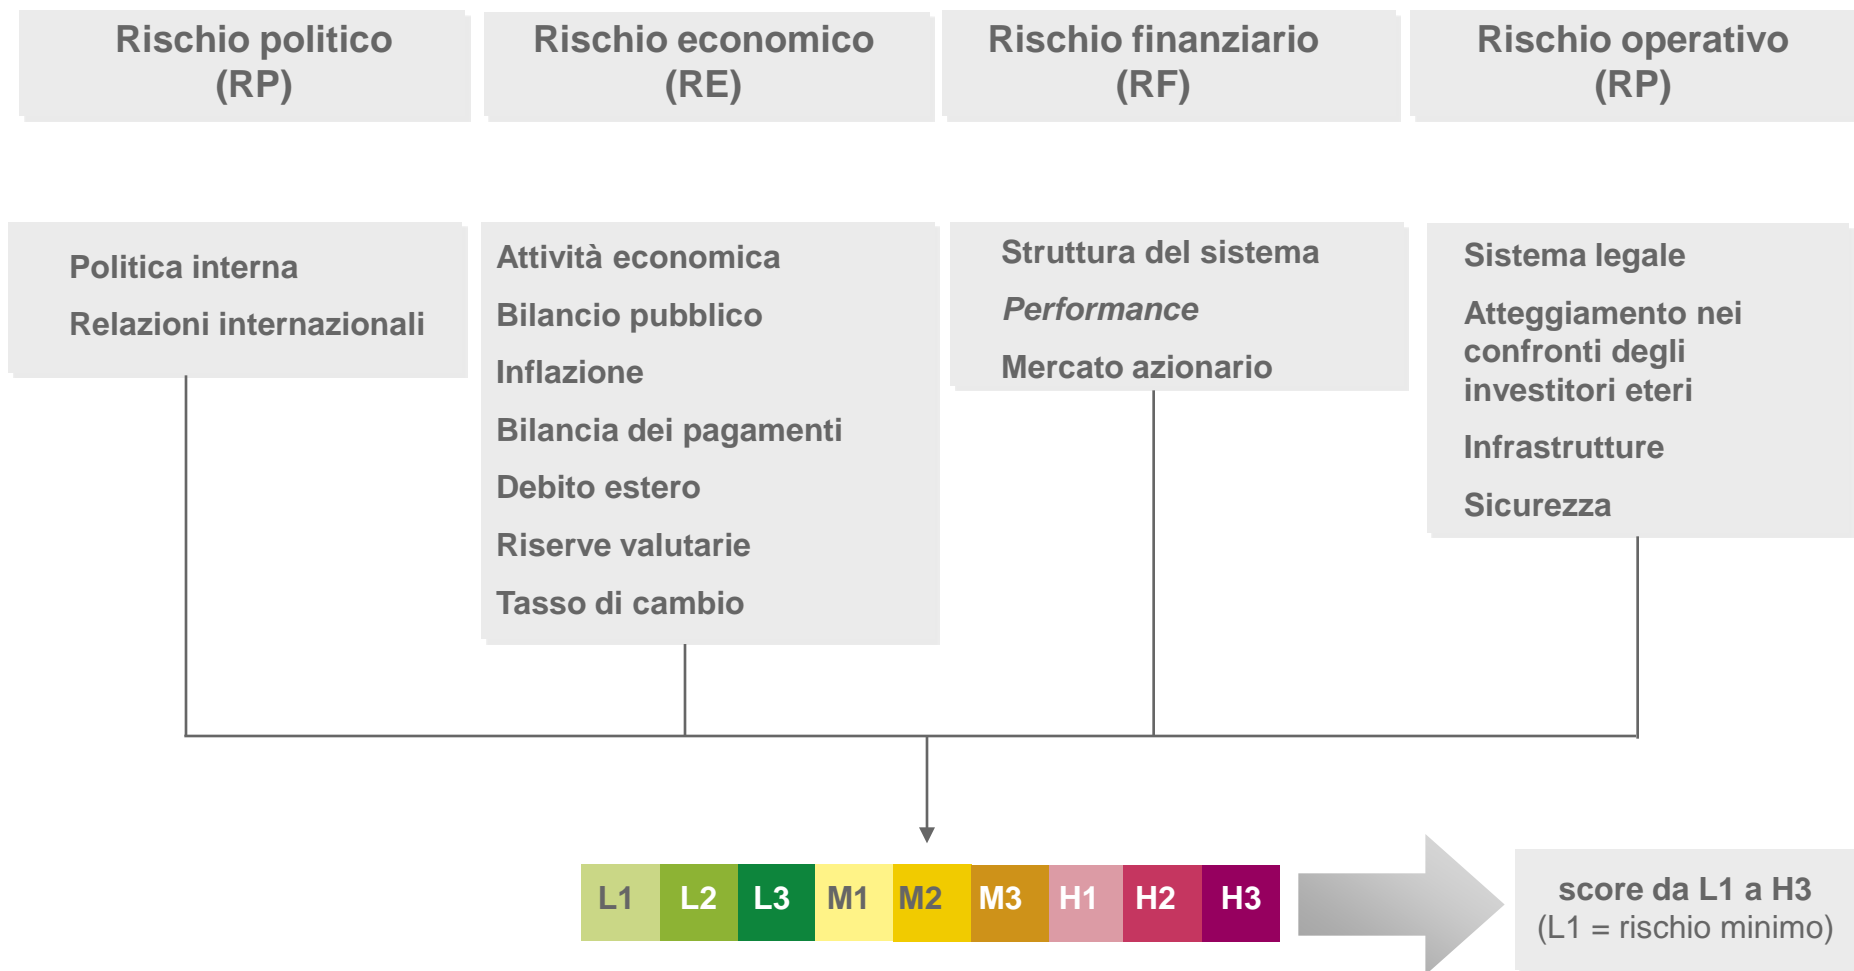 Rischio politico
(RP)
Rischio economico
(RE)
Rischio finanziario
(RF)
Rischio operativo
(RP)
Politica interna
Relazioni internazionali
Attività economica
Bilancio pubblico
Inflazione
Bilancia dei pagamenti
Debito estero
Riserve valutarie
Tasso di cambio
Struttura del sistema
Performance
Mercato azionario
Sistema legale
Atteggiamento nei
confronti degli
investitori eteri
Infrastrutture
Sicurezza
L1 L2 L3 M1 M2 M3 H1 H2 H3
score da L1 a H3
(L1 = rischio minimo)